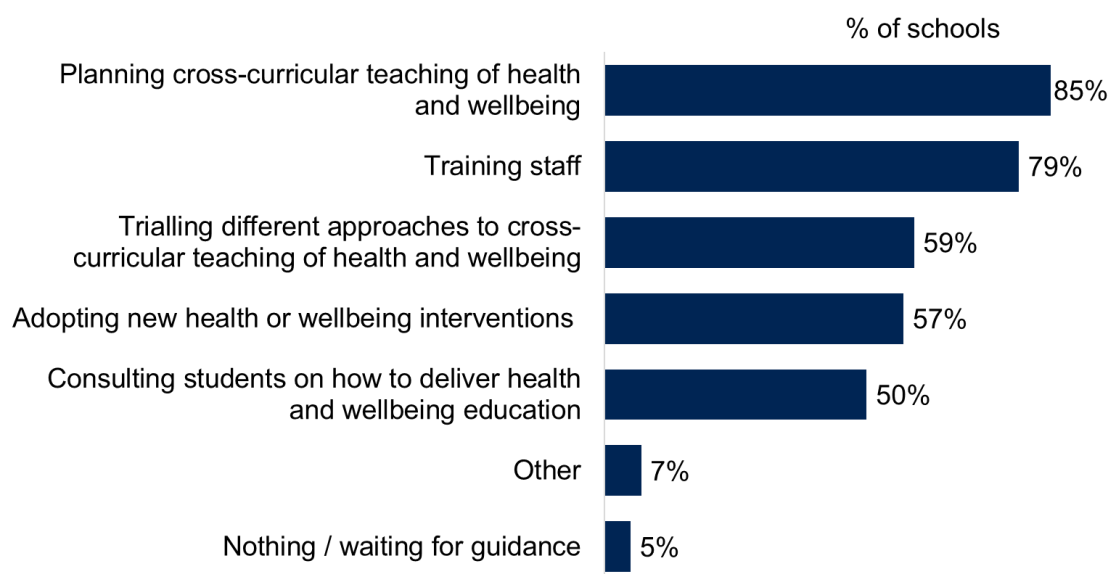 % of schools
Planning cross-curricular teaching of health
and wellbeing
85%
Training staff
79%
Trialling different approaches to cross-
curricular teaching of health and wellbeing
59%
Adopting new health or wellbeing interventions
57%
Consulting students on how to deliver health
and wellbeing education
50%
Other
7%
Nothing / waiting for guidance
5%